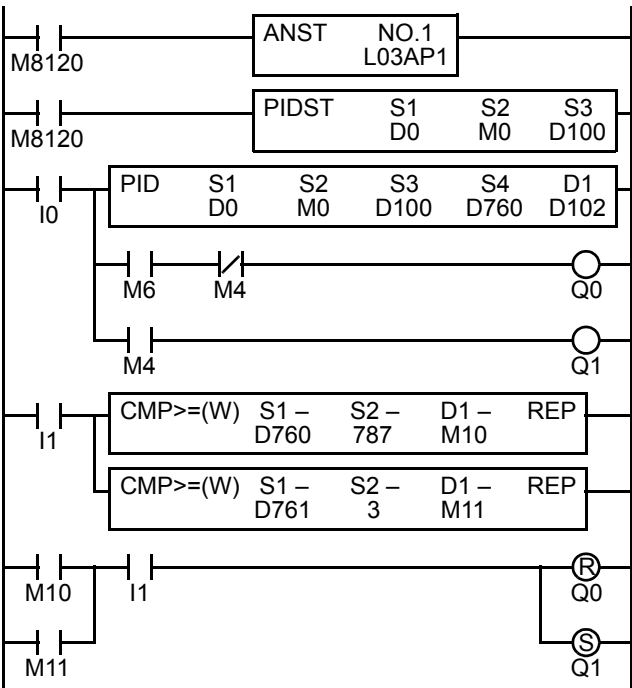 ANST NO.1
L03AP1
M8120
PIDST S1 S2 S3
D0 M0 D100
M8120
PID S1 S2 S3 S4 D1
D0 M0 D100 D760 D102
I0
M6 M4 Q0
M4 Q1
CMP>=(W) S1 – S2 – D1 – REP
D760 787 M10
I1
CMP>=(W) S1 – S2 – D1 – REP
D761 3 M11
R
M10 I1 Q0
S
M11 Q1